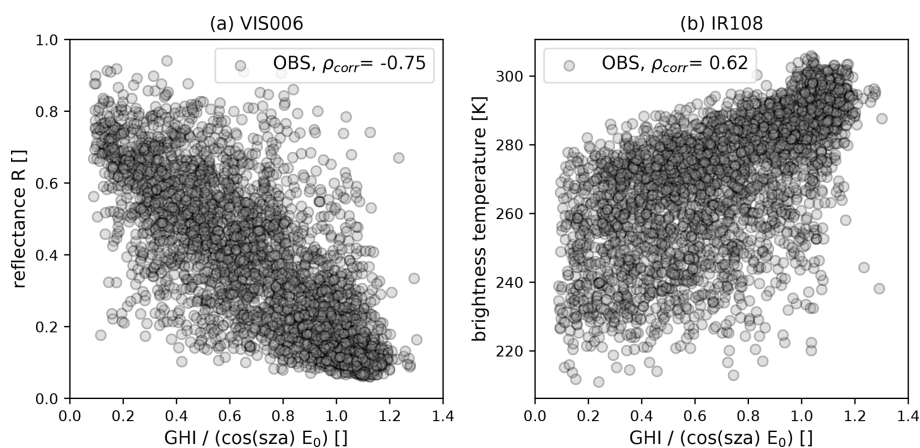 (a) VIS006
OBS, ρcorr= -0.75
reflectance R []
1.0
0.8
0.6
0.4
0.2
0.0
0.0 0.2 0.4 0.6 0.8 1.0 1.2 1.4
GHI / (cos(sza) E0) []
(b) IR108
OBS, ρcorr= 0.62
brightness temperature [K]
300
280
260
240
220
0.0 0.2 0.4 0.6 0.8 1.0 1.2 1.4
GHI / (cos(sza) E0) []